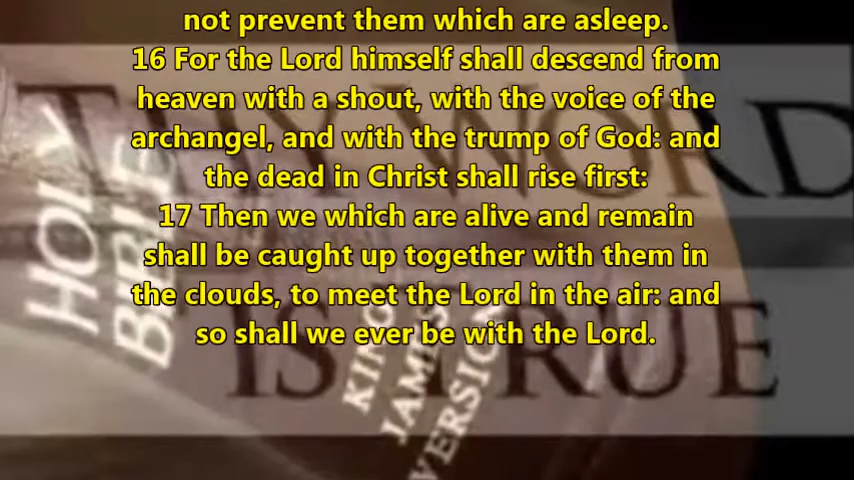 not prevent them which are asleep.
16 For the Lord himself shall descend from
heaven with a shout, with the voice of the
archangel, and with the trump of God: and
the dead in Christ shall rise first:
17 Then we which are alive and remain
shall be caught up together with them in
the clouds, to meet the Lord in the air: and
so shall we ever be with the Lord.
THY WORD
IS TRUE
HOLY
BIBLE
KING
JAMES
VERSION